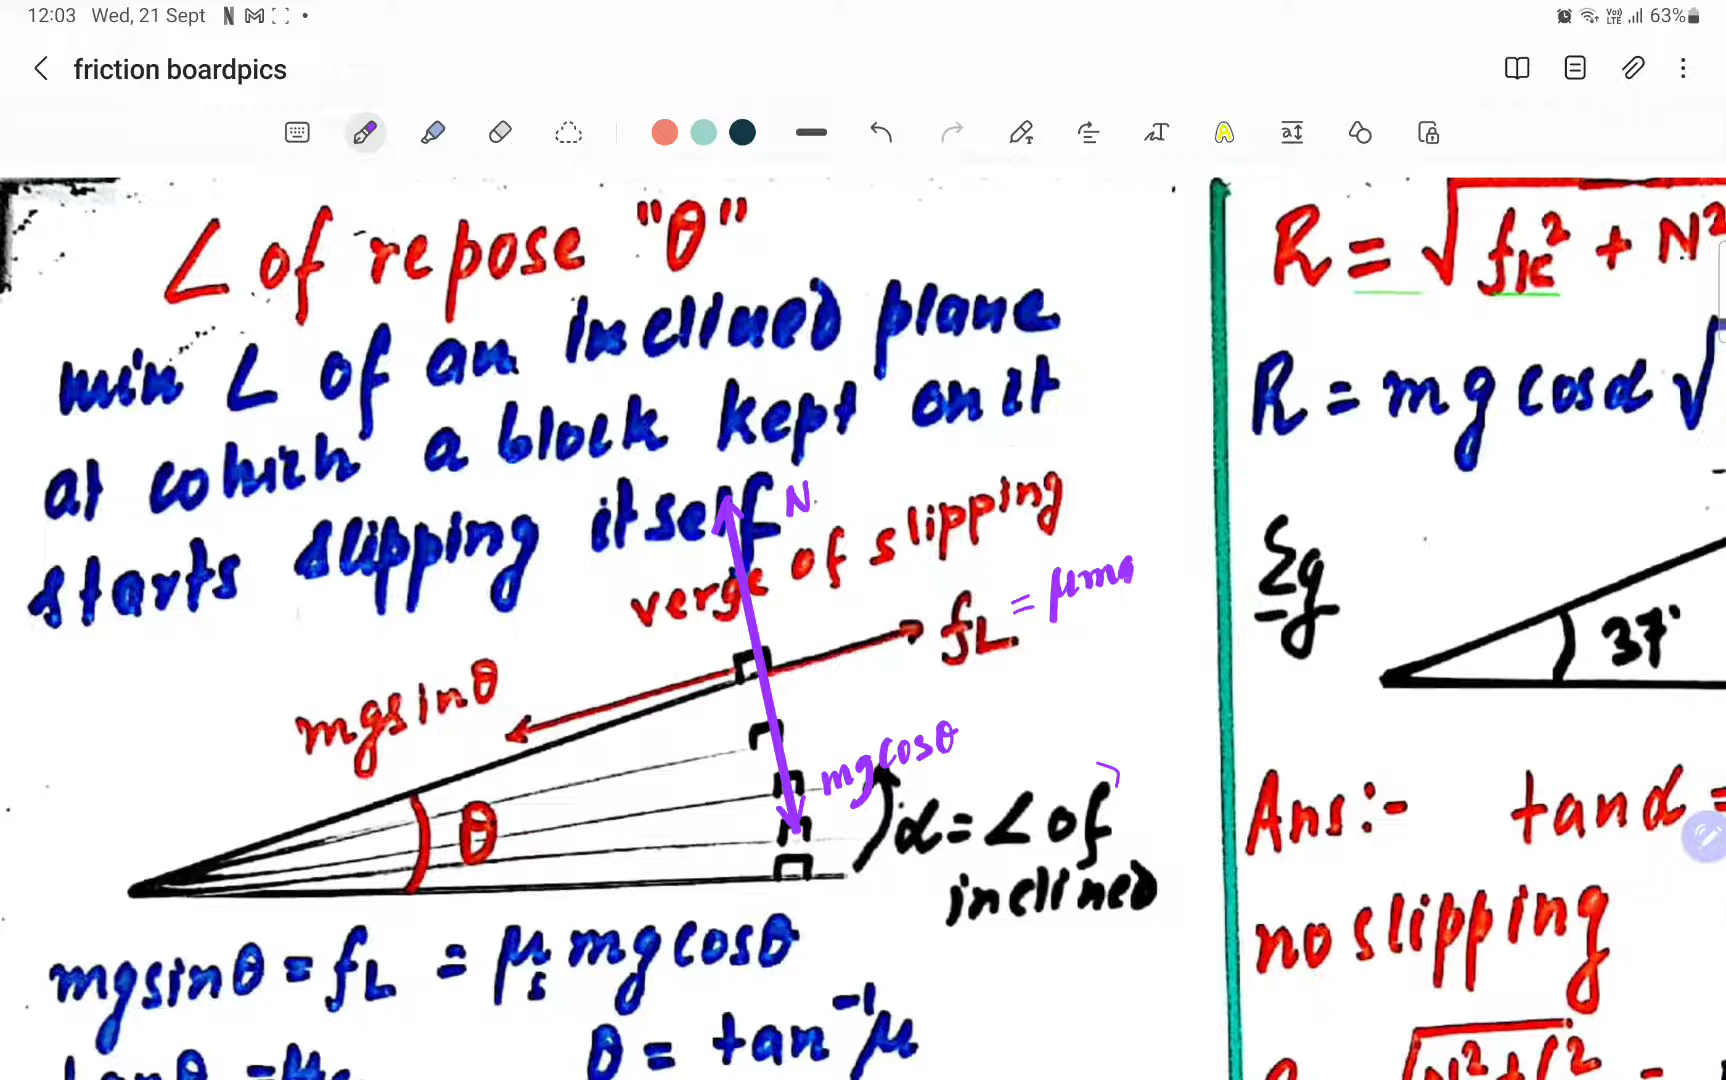 12:03 Wed, 21 Sept 63%
friction boardpics
∠ of repose "θ"
min ∠ of an inclined plane
at which a block kept on it
starts slipping itself
N
verge of slipping
fL = μmg
mgsinθ
mgcosθ
θ
α = ∠ of
inclined
mgsinθ = fL = μs mgcosθ
θ = tan⁻¹μ
tanθ = μs
R = √fk² + N²
R = mg cosα √
Eg
37°
Ans:- tanα =
no slipping